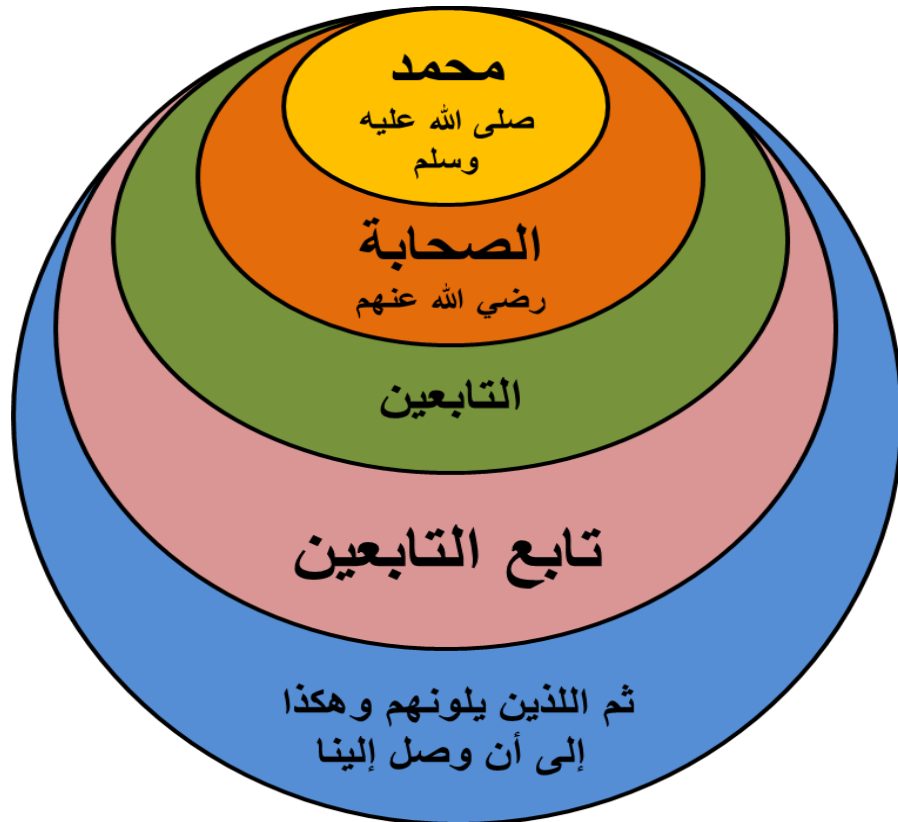 محمد
صلى الله عليه
وسلم
الصحابة
رضي الله عنهم
التابعين
تابع التابعين
ثم اللذين يلونهم وهكذا
إلى أن وصل إلينا